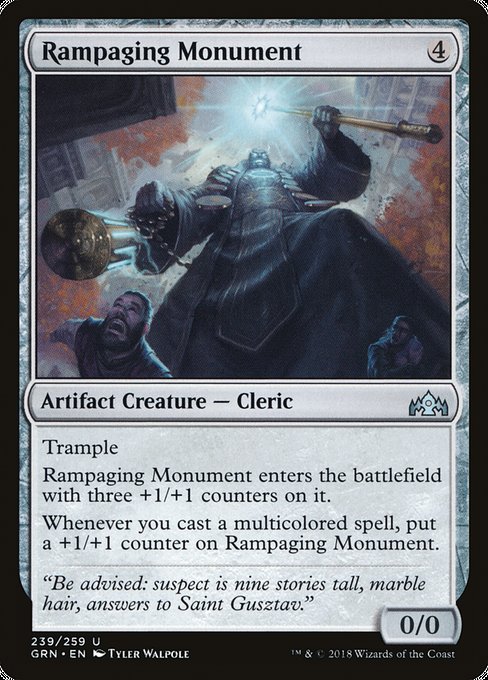 Rampaging Monument 4
Artifact Creature — Cleric
Trample
Rampaging Monument enters the battlefield
with three +1/+1 counters on it.
Whenever you cast a multicolored spell, put
a +1/+1 counter on Rampaging Monument.
“Be advised: suspect is nine stories tall, marble
hair, answers to Saint Gusztav.”
0/0
239/259 U
GRN • EN Tyler Walpole
™ & © 2018 Wizards of the Coast